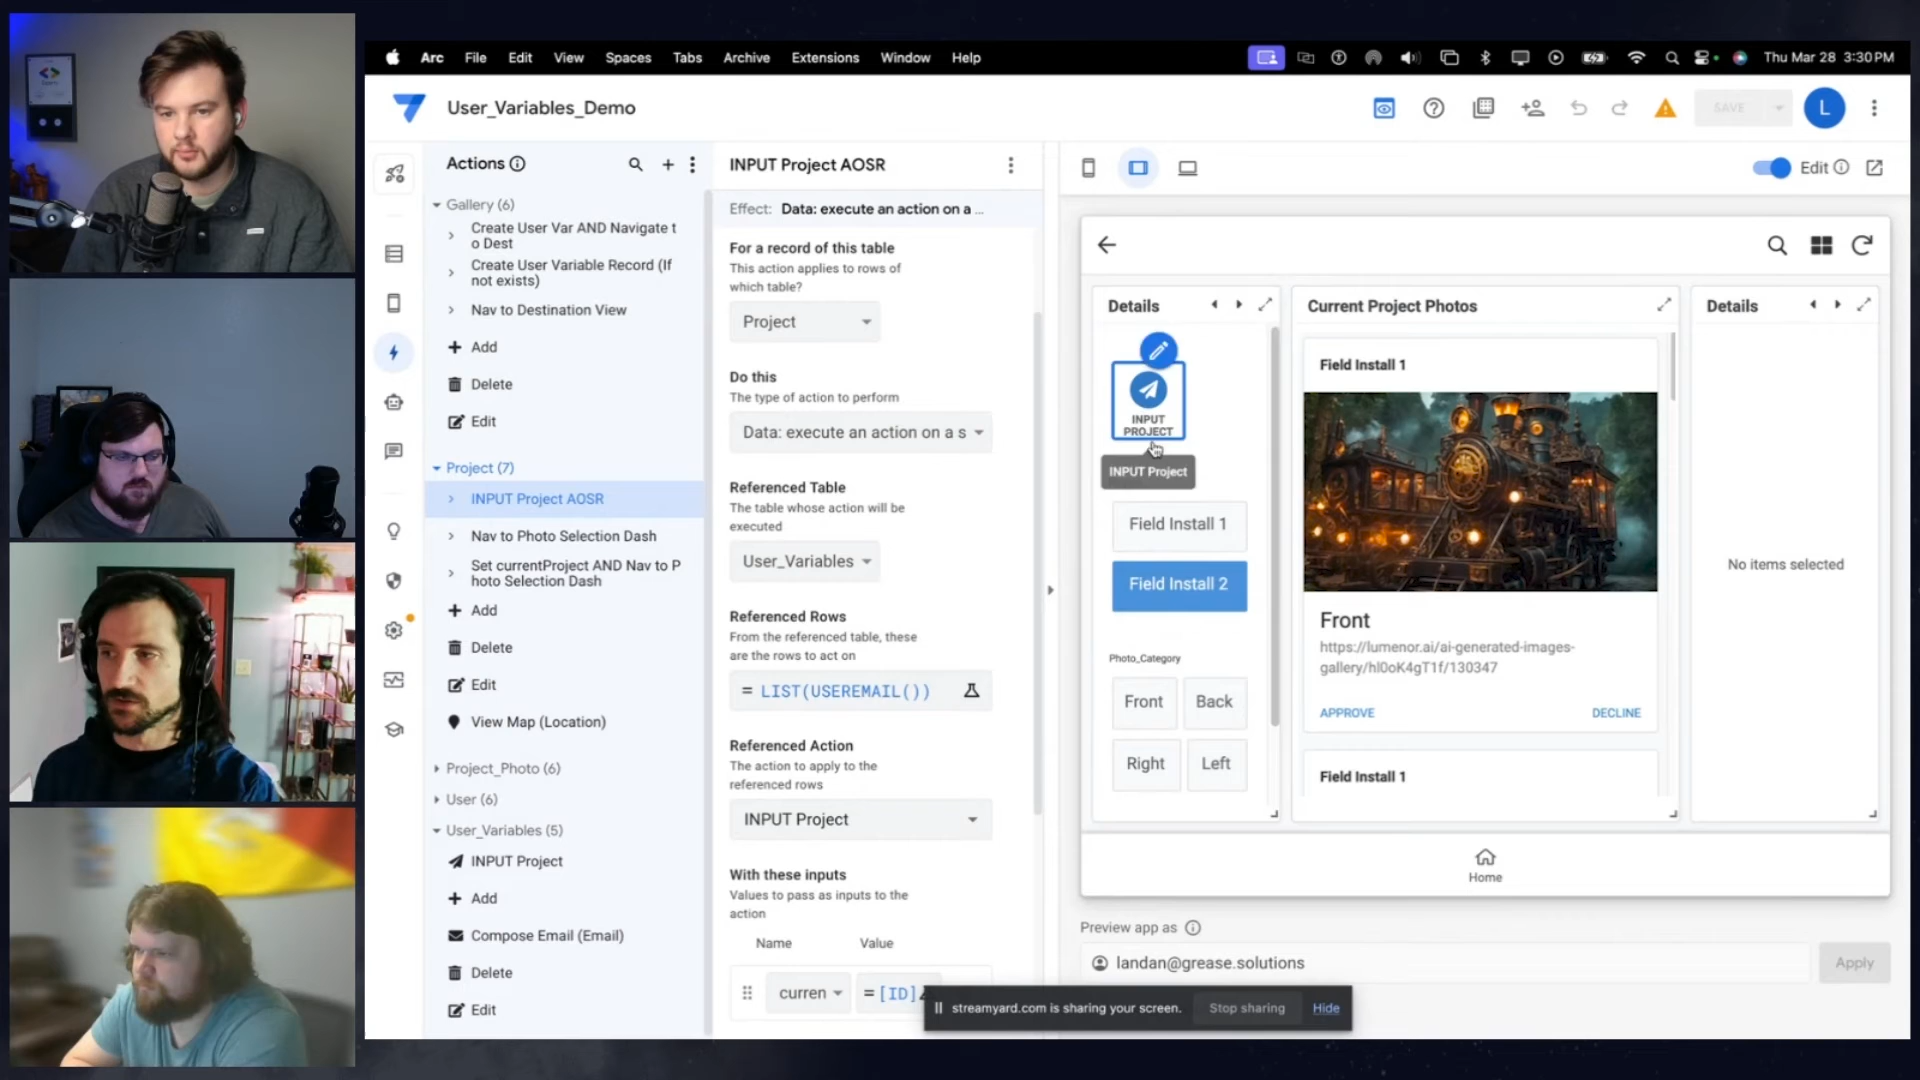 Arc File Edit View Spaces Tabs Archive Extensions Window Help
Thu Mar 28 3:30PM
User_Variables_Demo
SAVE
L
Actions
Gallery (6)
Create User Var AND Navigate t
o Dest
Create User Variable Record (If
not exists)
Nav to Destination View
Add
Delete
Edit
Project (7)
INPUT Project AOSR
Nav to Photo Selection Dash
Set currentProject AND Nav to P
hoto Selection Dash
Add
Delete
Edit
View Map (Location)
Project_Photo (6)
User (6)
User_Variables (5)
INPUT Project
Add
Compose Email (Email)
Delete
Edit
INPUT Project AOSR
Effect: Data: execute an action on a ...
For a record of this table
This action applies to rows of
which table?
Project
Do this
The type of action to perform
Data: execute an action on a s
Referenced Table
The table whose action will be
executed
User_Variables
Referenced Rows
From the referenced table, these
are the rows to act on
= LIST(USEREMAIL())
Referenced Action
The action to apply to the
referenced rows
INPUT Project
With these inputs
Values to pass as inputs to the
action
Name Value
curren =[ID]
Edit
Details
INPUT
PROJECT
INPUT Project
Field Install 1
Field Install 2
Photo_Category
Front Back
Right Left
Current Project Photos
Field Install 1
Front
https://lumenor.ai/ai-generated-images-
gallery/hl0oK4gT1f/130347
APPROVE DECLINE
Field Install 1
Details
No items selected
Home
Preview app as
landan@grease.solutions
Apply
streamyard.com is sharing your screen. Stop sharing Hide